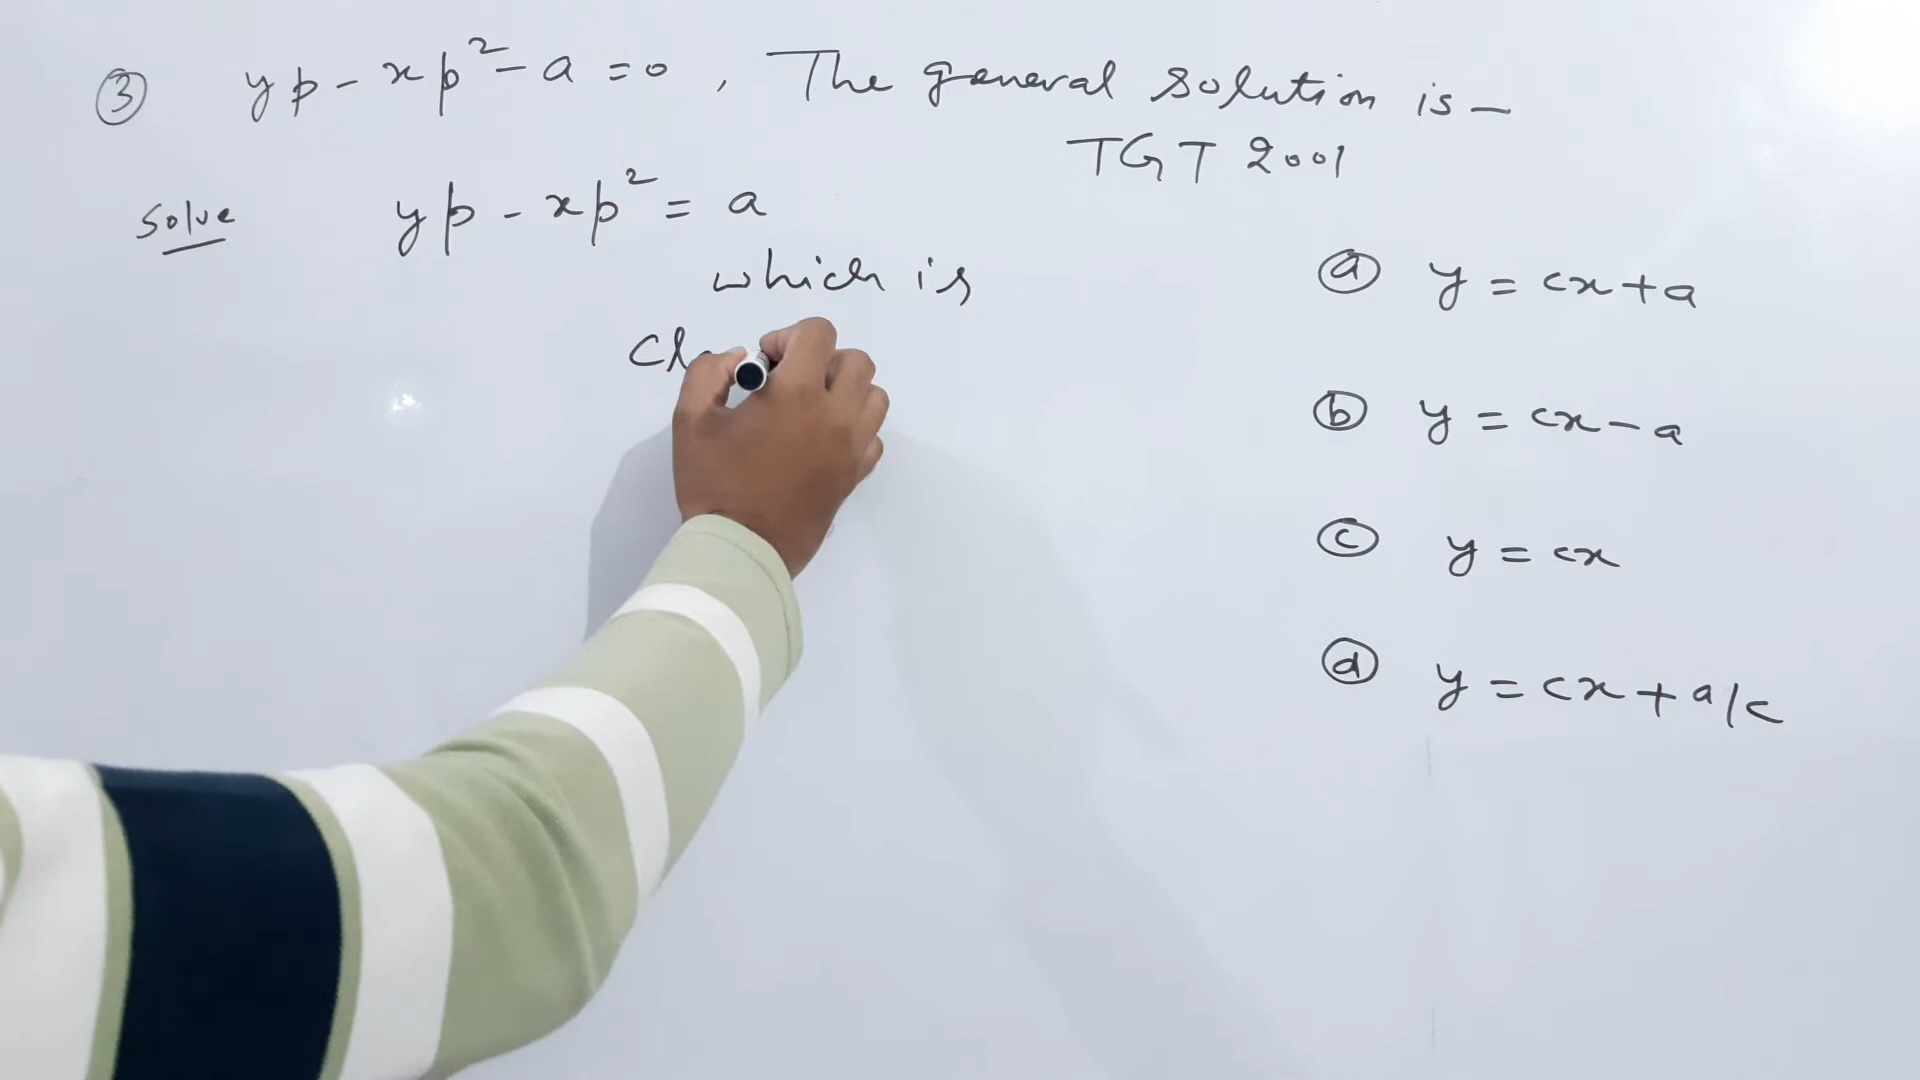 ③ yp - xp² - a = 0, The general solution is –
TGT 2001
Solve yp - xp² = a
which is
Cl
ⓐ y = cx + a
ⓑ y = cx - a
ⓒ y = cx
ⓓ y = cx + a/c